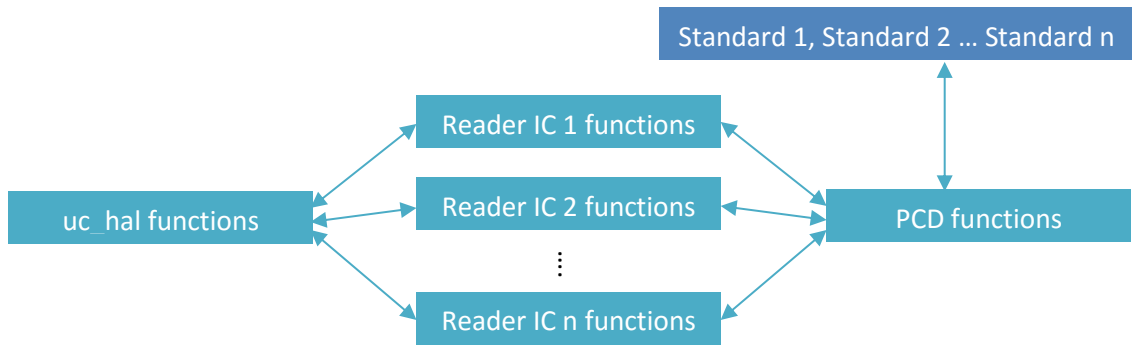 Standard 1, Standard 2 … Standard n
Reader IC 1 functions
uc_hal functions
Reader IC 2 functions
PCD functions
Reader IC n functions